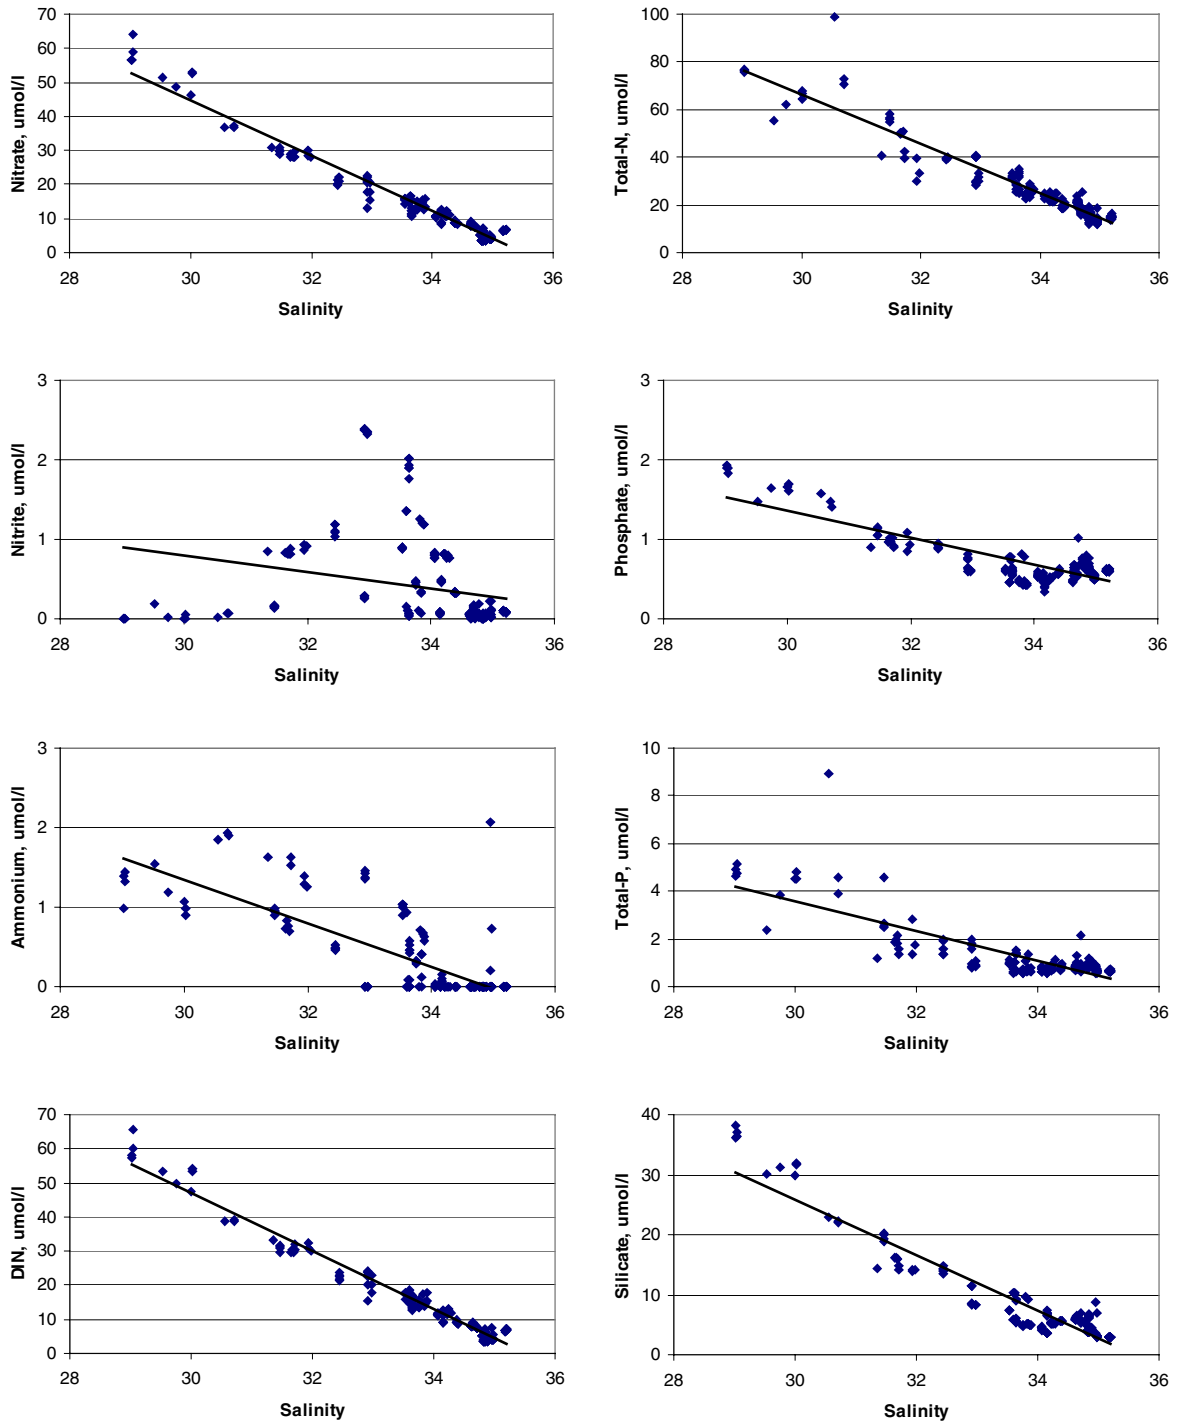 Nitrate, umol/l
70
60
50
40
30
20
10
0
28 30 32 34 36
Salinity
Total-N, umol/l
100
80
60
40
20
0
28 30 32 34 36
Salinity
Nitrite, umol/l
3
2
1
0
28 30 32 34 36
Salinity
Phosphate, umol/l
3
2
1
0
28 30 32 34 36
Salinity
Ammonium, umol/l
3
2
1
0
28 30 32 34 36
Salinity
Total-P, umol/l
10
8
6
4
2
0
28 30 32 34 36
Salinity
DIN, umol/l
70
60
50
40
30
20
10
0
28 30 32 34 36
Salinity
Silicate, umol/l
40
30
20
10
0
28 30 32 34 36
Salinity